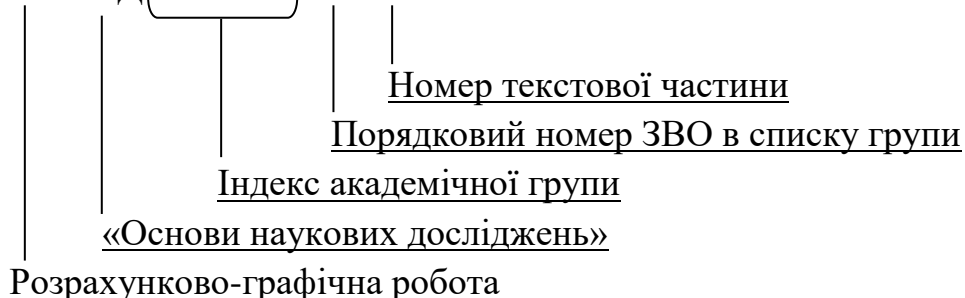 Номер текстової частини
Порядковий номер ЗВО в списку групи
Індекс академічної групи
«Основи наукових досліджень»
Розрахунково-графічна робота